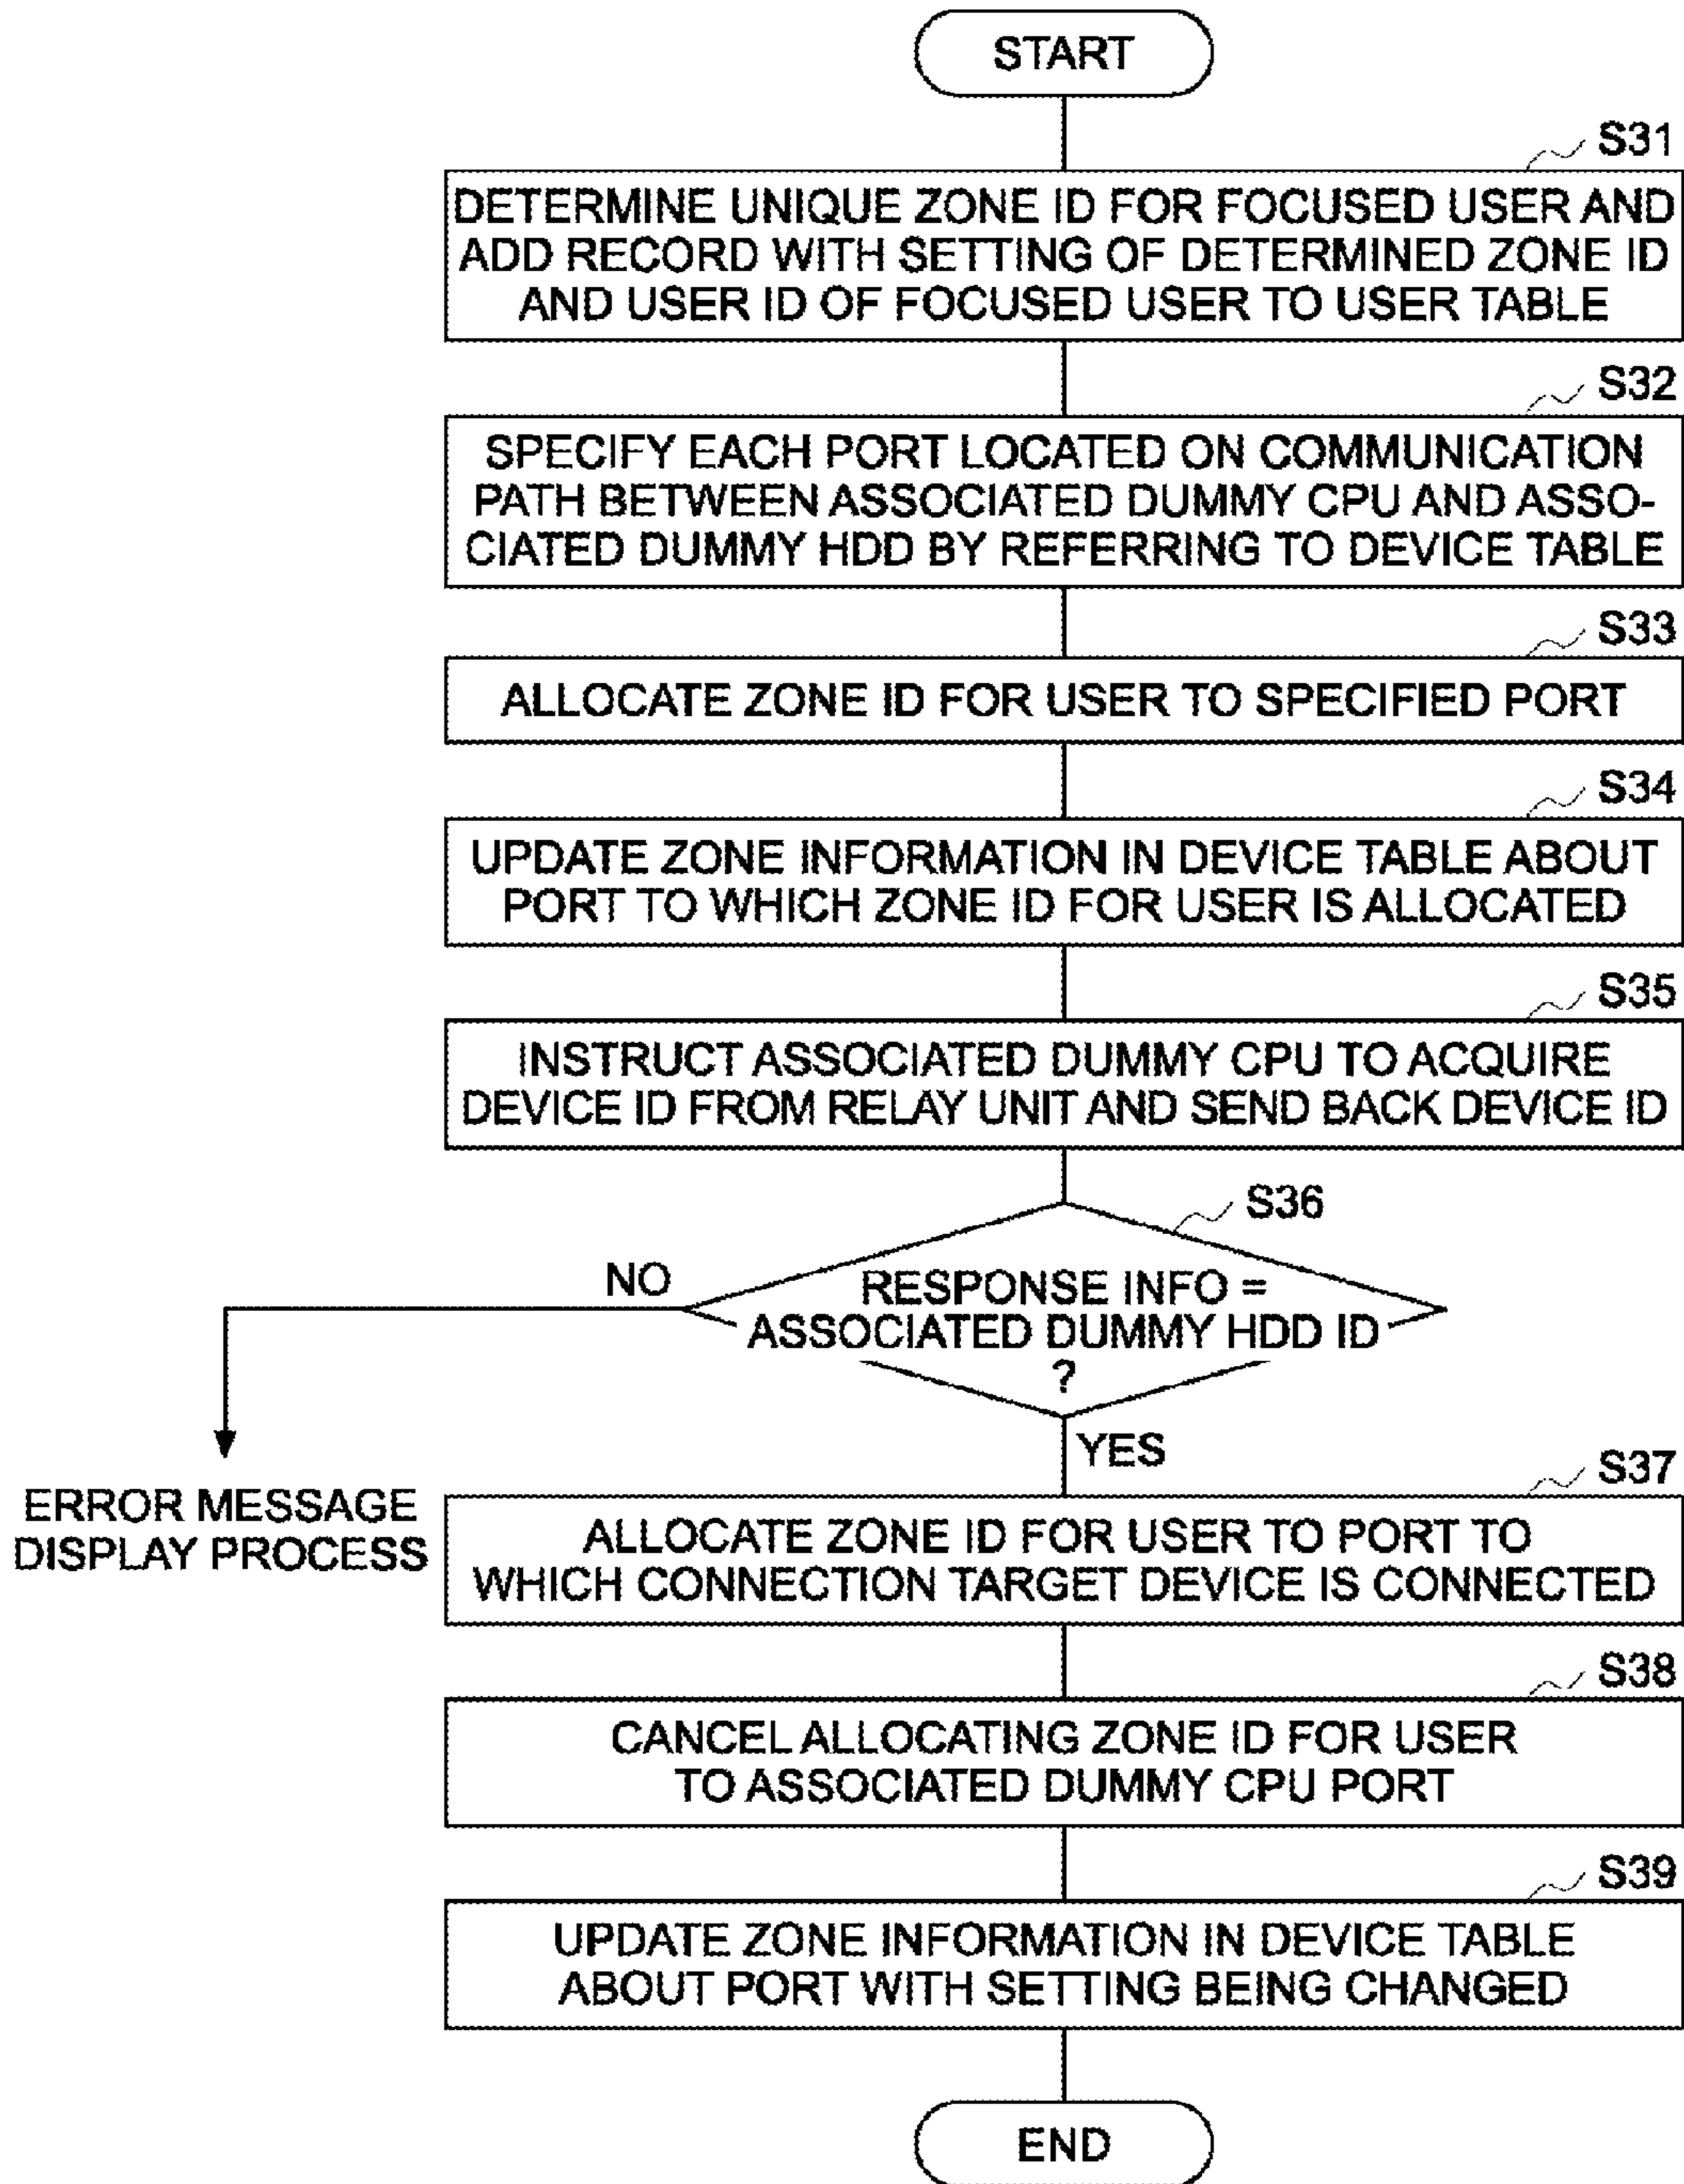 START
S31
DETERMINE UNIQUE ZONE ID FOR FOCUSED USER AND
ADD RECORD WITH SETTING OF DETERMINED ZONE ID
AND USER ID OF FOCUSED USER TO USER TABLE
S32
SPECIFY EACH PORT LOCATED ON COMMUNICATION
PATH BETWEEN ASSOCIATED DUMMY CPU AND ASSO-
CIATED DUMMY HDD BY REFERRING TO DEVICE TABLE
S33
ALLOCATE ZONE ID FOR USER TO SPECIFIED PORT
S34
UPDATE ZONE INFORMATION IN DEVICE TABLE ABOUT
PORT TO WHICH ZONE ID FOR USER IS ALLOCATED
S35
INSTRUCT ASSOCIATED DUMMY CPU TO ACQUIRE
DEVICE ID FROM RELAY UNIT AND SEND BACK DEVICE ID
S36
RESPONSE INFO =
ASSOCIATED DUMMY HDD ID
?
NO
YES
ERROR MESSAGE
DISPLAY PROCESS
S37
ALLOCATE ZONE ID FOR USER TO PORT TO
WHICH CONNECTION TARGET DEVICE IS CONNECTED
S38
CANCEL ALLOCATING ZONE ID FOR USER
TO ASSOCIATED DUMMY CPU PORT
S39
UPDATE ZONE INFORMATION IN DEVICE TABLE
ABOUT PORT WITH SETTING BEING CHANGED
END